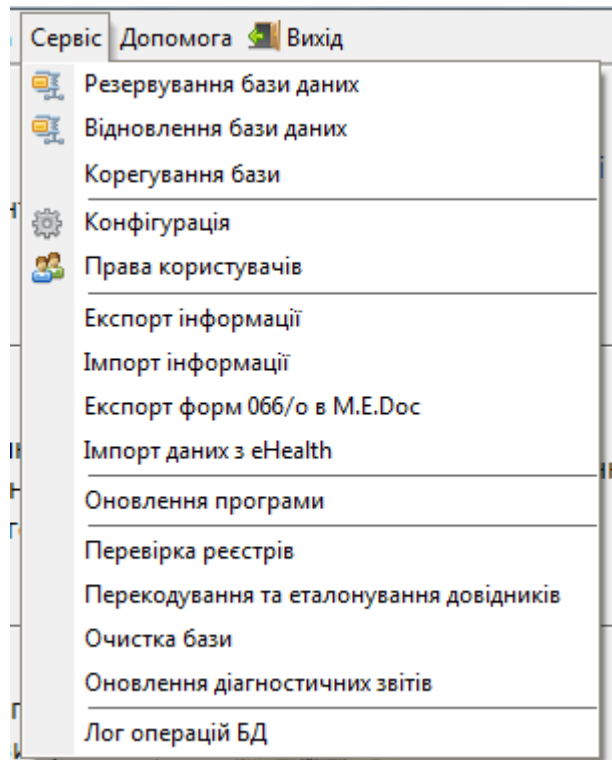 Сервіс Допомога Вихід
Резервування бази даних
Відновлення бази даних
Корегування бази
Конфігурація
Права користувачів
Експорт інформації
Імпорт інформації
Експорт форм 066/о в M.E.Doc
Імпорт даних з eHealth
Оновлення програми
Перевірка реєстрів
Перекодування та еталонування довідників
Очистка бази
Оновлення діагностичних звітів
Лог операцій БД